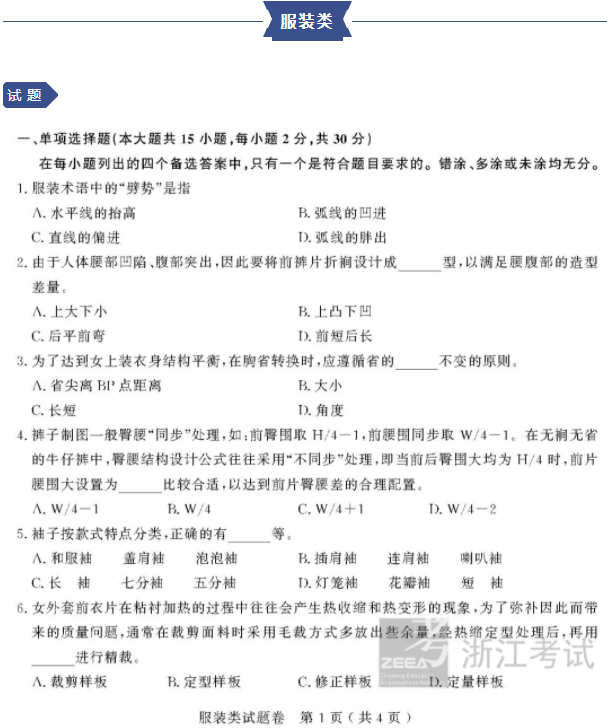 服装类
试 题
一、单项选择题(本大题共 15 小题,每小题 2 分,共 30 分)
在每小题列出的四个备选答案中,只有一个是符合题目要求的。错涂、多涂或未涂均无分。
1. 服装术语中的“劈势”是指
A. 水平线的抬高 B. 弧线的凹进
C. 直线的偏进 D. 弧线的胖出
2. 由于人体腰部凹陷、腹部突出,因此要将前裤片折裥设计成______型,以满足腰腹部的造型
差量。
A. 上大下小 B. 上凸下凹
C. 后平前弯 D. 前短后长
3. 为了达到女上装衣身结构平衡,在胸省转换时,应遵循省的______不变的原则。
A. 省尖离 BP 点距离 B. 大小
C. 长短 D. 角度
4. 裤子制图一般臀腰“同步”处理,如:前臀围取 H/4-1,前腰围同步取 W/4-1。在无裥无省
的牛仔裤中,臀腰结构设计公式往往采用“不同步”处理,即当前后臀围大均为 H/4 时,前片
腰围大设置为______比较合适,以达到前片臀腰差的合理配置。
A. W/4-1 B. W/4 C. W/4+1 D. W/4-2
5. 袖子按款式特点分类,正确的有______等。
A. 和服袖 盖肩袖 泡泡袖 B. 插肩袖 连肩袖 喇叭袖
C. 长 袖 七分袖 五分袖 D. 灯笼袖 花瓣袖 短 袖
6. 女外套前衣片在粘衬加热的过程中往往会产生热收缩和热变形的现象,为了弥补因此而带
来的质量问题,通常在裁剪面料时采用毛裁方式多放出些余量,经热缩定型处理后,再用
______进行精裁。
A. 裁剪样板 B. 定型样板 C. 修正样板 D. 定量样板
考
ZEEA
浙江考试
服装类试题卷 第 1 页 ( 共 4 页 )